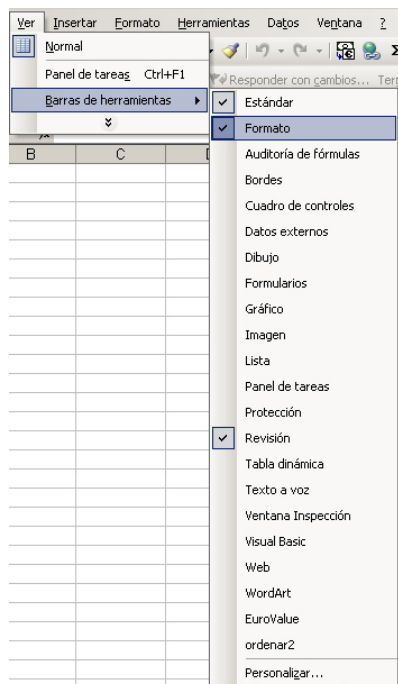 Ver Insertar Formato Herramientas Datos Ventana ?
Normal
Panel de tareas Ctrl+F1
Barras de herramientas
Responder con cambios... Ter
B C
Estándar
Formato
Auditoría de fórmulas
Bordes
Cuadro de controles
Datos externos
Dibujo
Formularios
Gráfico
Imagen
Lista
Panel de tareas
Protección
Revisión
Tabla dinámica
Texto a voz
Ventana Inspección
Visual Basic
Web
WordArt
EuroValue
ordenar2
Personalizar...